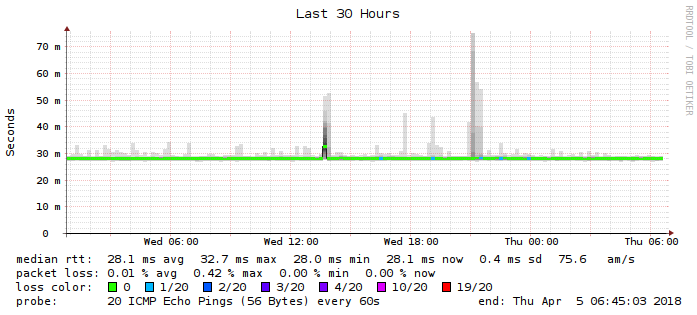 Last 30 Hours
RRDTOOL / TOBI OETIKER
Seconds
70 m
60 m
50 m
40 m
30 m
20 m
10 m
0
Wed 06:00 Wed 12:00 Wed 18:00 Thu 00:00 Thu 06:00
median rtt: 28.1 ms avg 32.7 ms max 28.0 ms min 28.1 ms now 0.4 ms sd 75.6 am/s
packet loss: 0.01 % avg 0.42 % max 0.00 % min 0.00 % now
loss color: 0 1/20 2/20 3/20 4/20 10/20 19/20
probe: 20 ICMP Echo Pings (56 Bytes) every 60s end: Thu Apr 5 06:45:03 2018